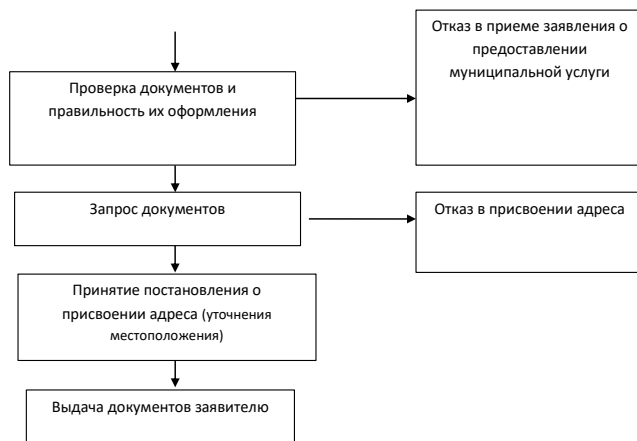 Отказ в приеме заявления о
предоставлении
муниципальной услуги
Проверка документов и
правильность их оформления
Запрос документов
Отказ в присвоении адреса
Принятие постановления о
присвоении адреса (уточнения
местоположения)
Выдача документов заявителю